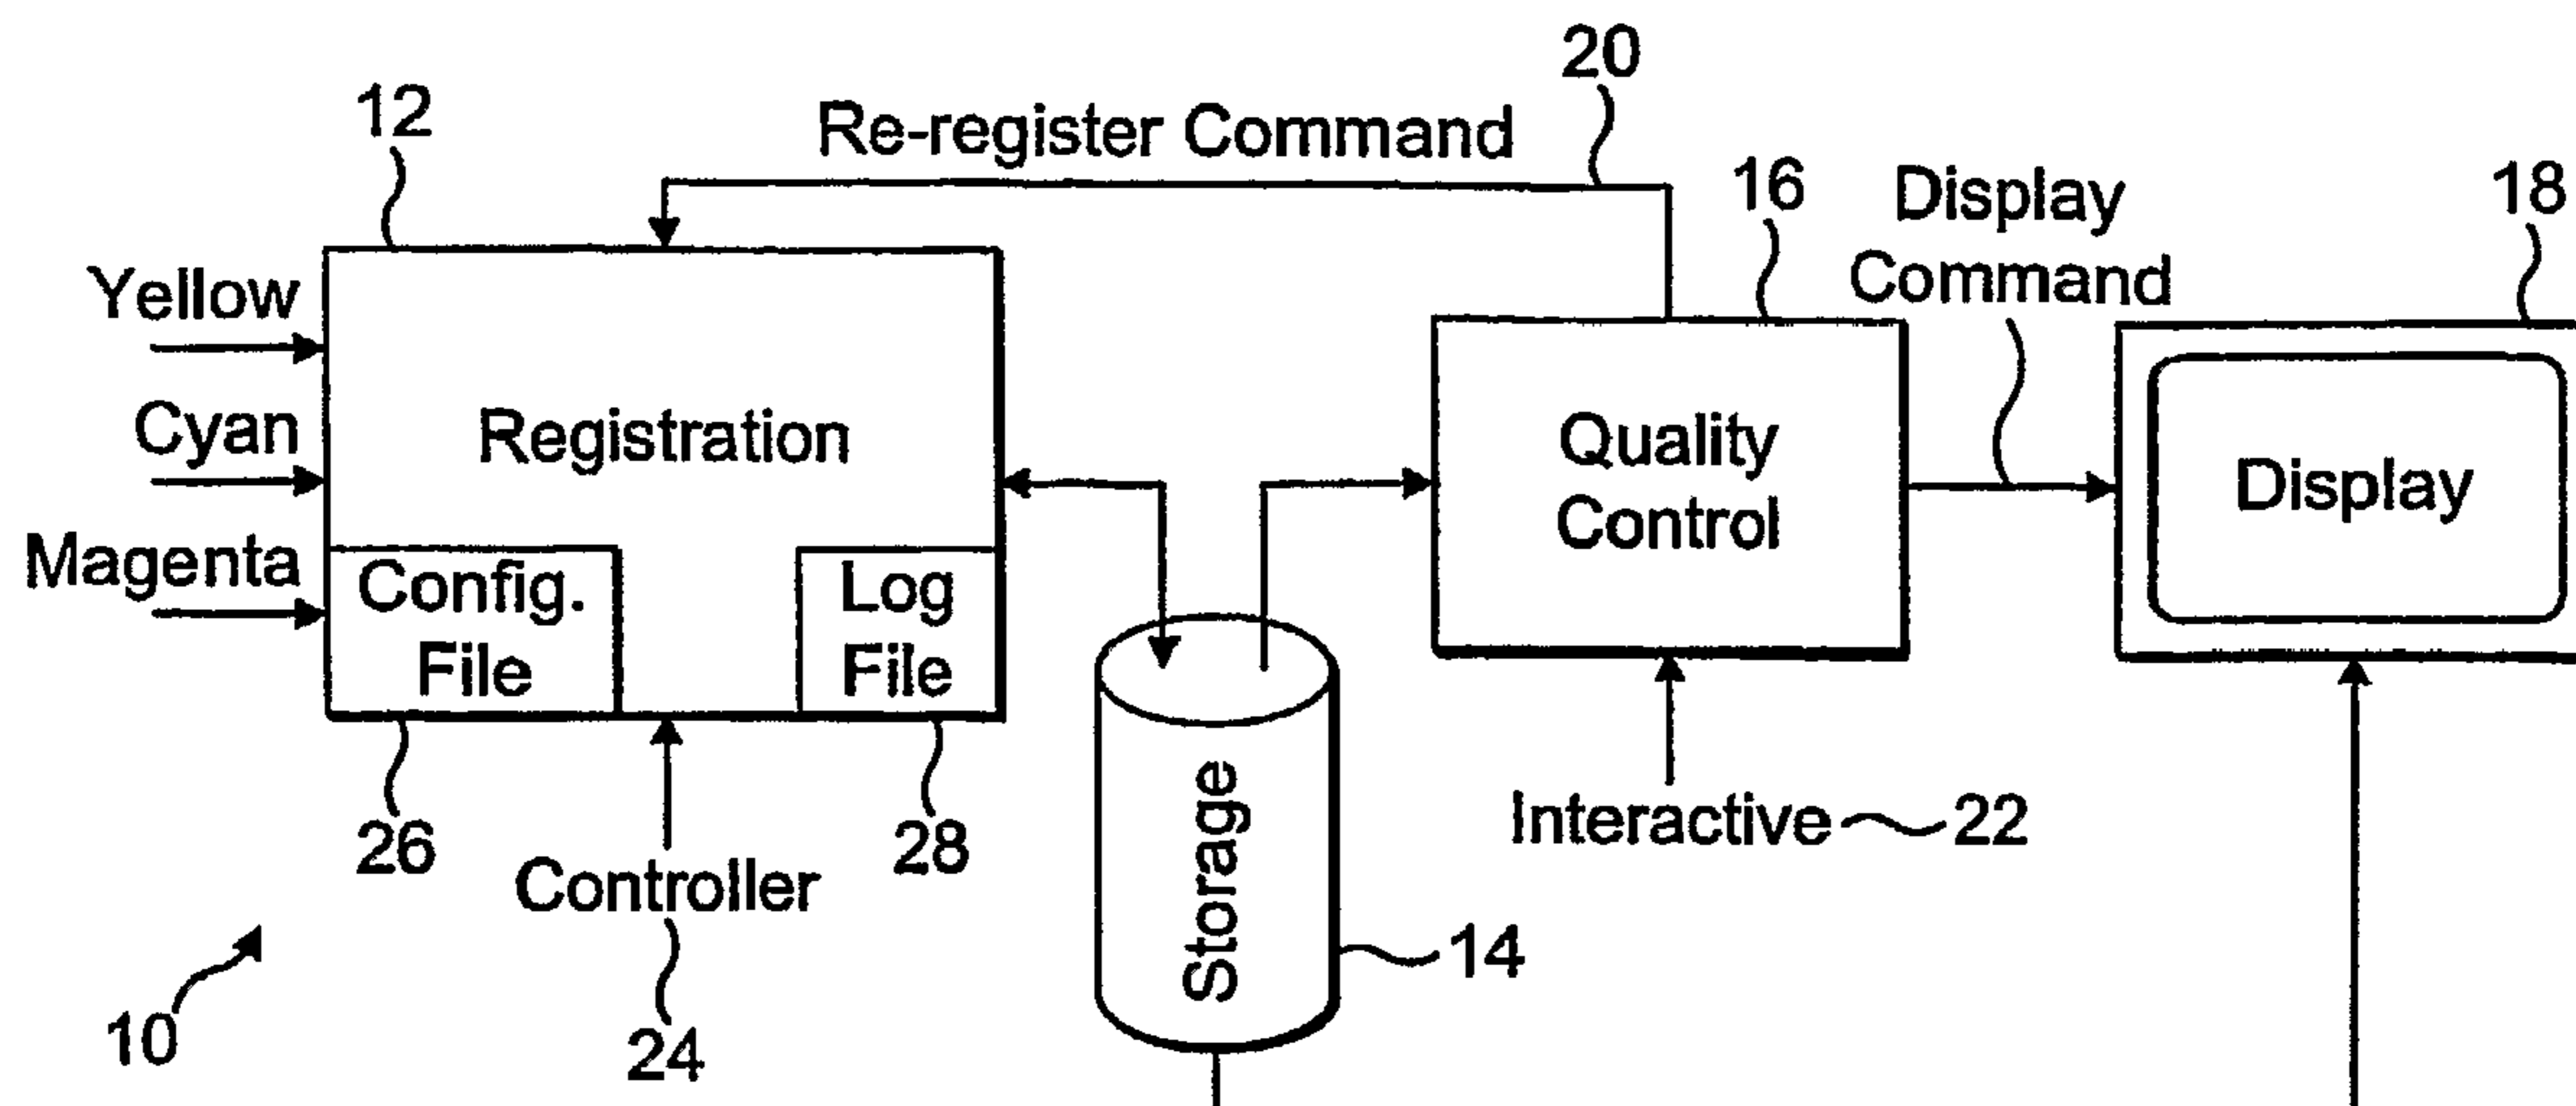 20
12
Re-register Command
16
Display
Command
18
Yellow
Cyan
Magenta
Registration
Quality
Control
Display
Config.
File
Log
File
26
28
Controller
24
Storage
14
Interactive
22
10